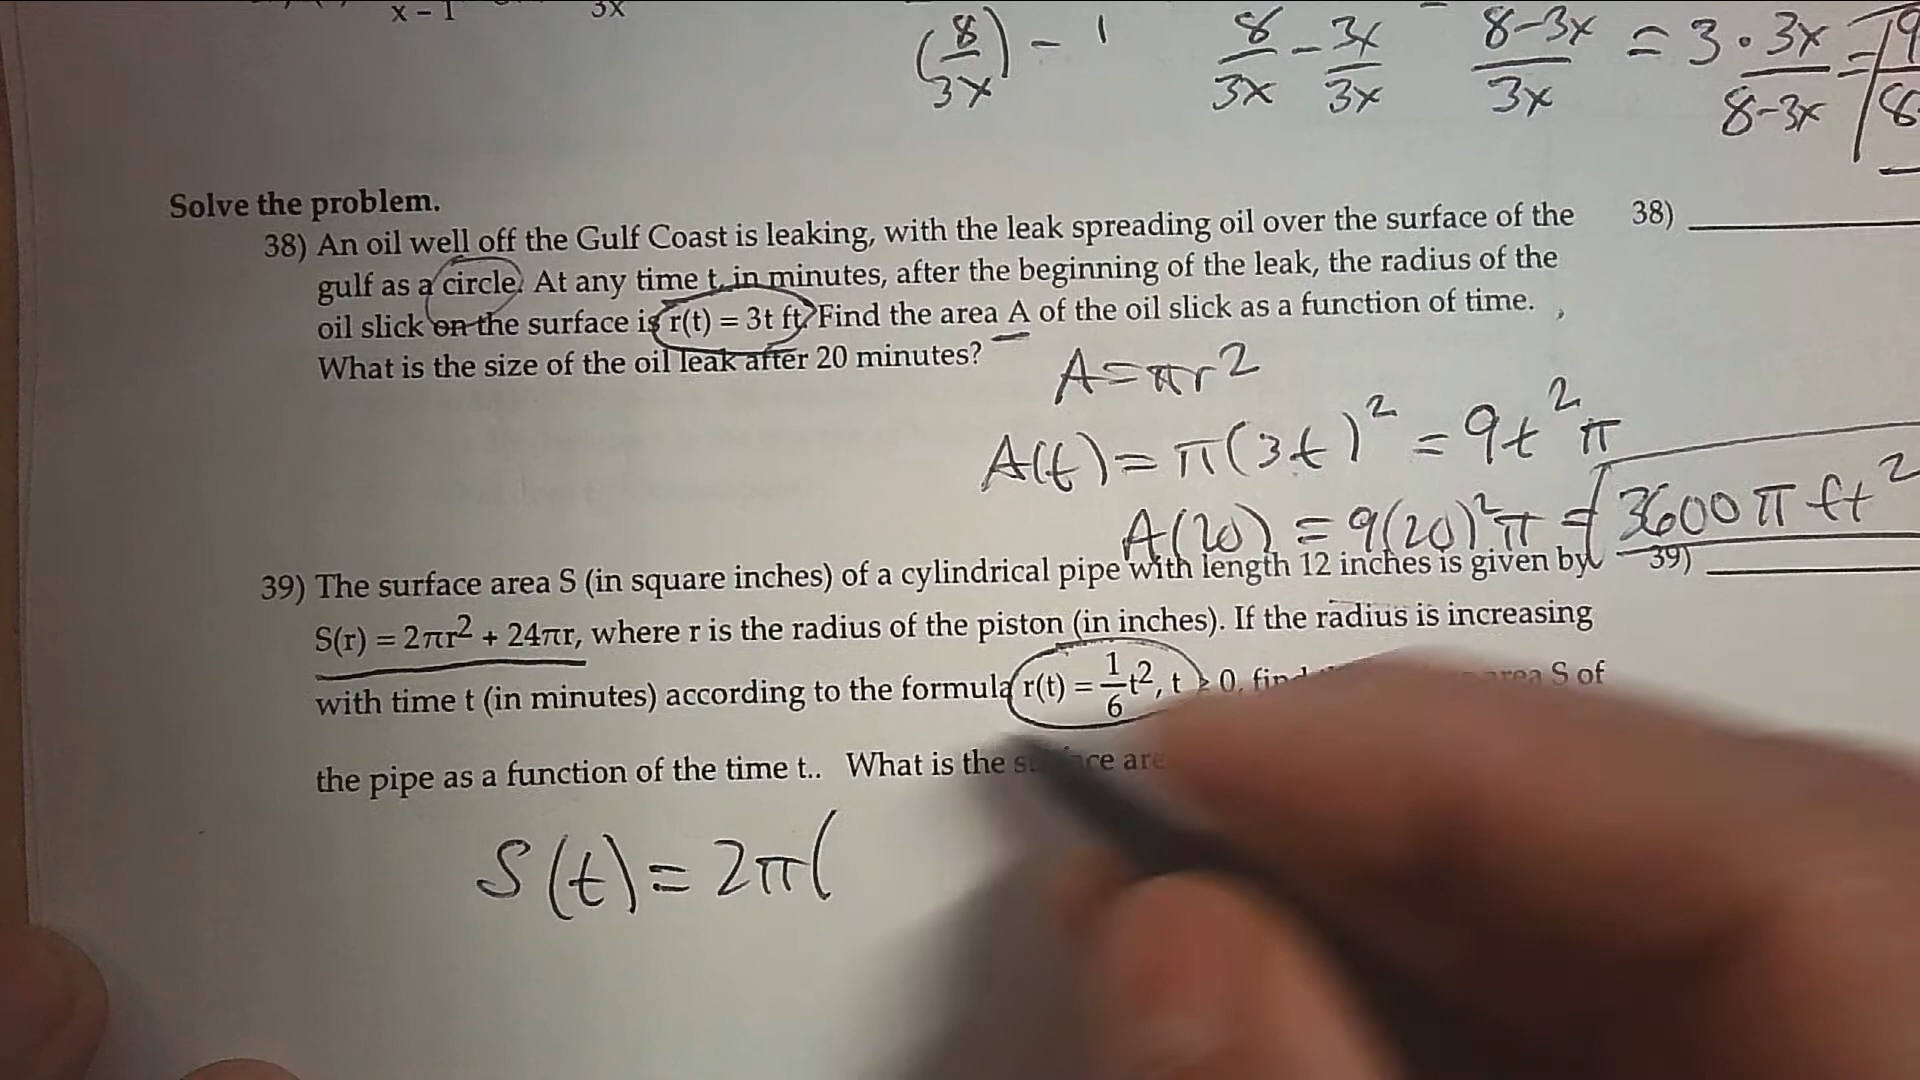 x - 1 3x
(8/3x) - 1 8/3x - 3x/3x 8-3x/3x = 3 · 3x/8-3x =
Solve the problem.
38) An oil well off the Gulf Coast is leaking, with the leak spreading oil over the surface of the 38)
gulf as a circle. At any time t, in minutes, after the beginning of the leak, the radius of the
oil slick on the surface is r(t) = 3t ft. Find the area A of the oil slick as a function of time.
What is the size of the oil leak after 20 minutes?
A = πr²
A(t) = π(3t)² = 9t²π
A(20) = 9(20)²π = 3600π ft²
39) The surface area S (in square inches) of a cylindrical pipe with length 12 inches is given by 39)
S(r) = 2πr² + 24πr, where r is the radius of the piston (in inches). If the radius is increasing
with time t (in minutes) according to the formula r(t) = 1/6 t², t ≥ 0, find area S of
the pipe as a function of the time t.. What is the
S(t) = 2π(